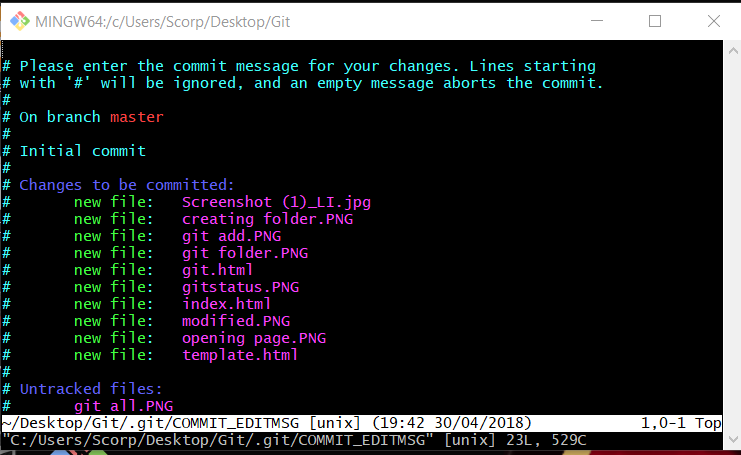 MINGW64:/c/Users/Scorp/Desktop/Git
# Please enter the commit message for your changes. Lines starting
# with '#' will be ignored, and an empty message aborts the commit.
#
# On branch master
#
# Initial commit
#
# Changes to be committed:
#       new file:   Screenshot (1)_LI.jpg
#       new file:   creating folder.PNG
#       new file:   git add.PNG
#       new file:   git folder.PNG
#       new file:   git.html
#       new file:   gitstatus.PNG
#       new file:   index.html
#       new file:   modified.PNG
#       new file:   opening page.PNG
#       new file:   template.html
#
# Untracked files:
#       git all.PNG
~/Desktop/Git/.git/COMMIT_EDITMSG [unix] (19:42 30/04/2018) 1,0-1 Top
"C:/Users/Scorp/Desktop/Git/.git/COMMIT_EDITMSG" [unix] 23L, 529C